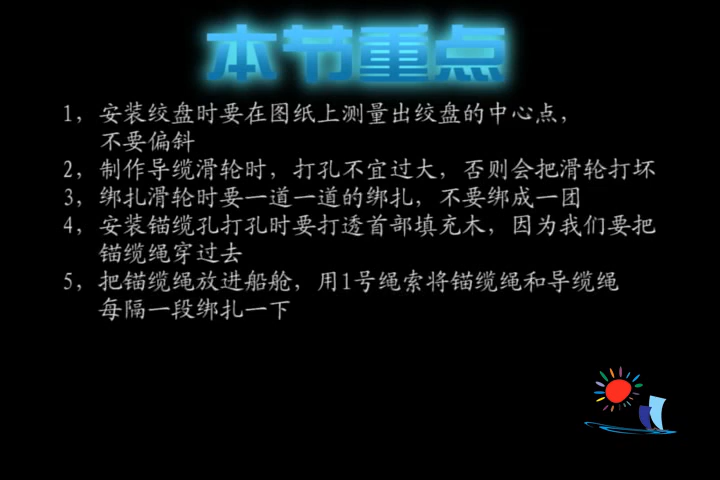 本节重点
1，安装绞盘时要在图纸上测量出绞盘的中心点，
不要偏斜
2，制作导缆滑轮时，打孔不宜过大，否则会把滑轮打坏
3，绑扎滑轮时要一道一道的绑扎，不要绑成一团
4，安装锚缆孔打孔时要打透首部填充木，因为我们要把
锚缆绳穿过去
5，把锚缆绳放进船舱，用1号绳索将锚缆绳和导缆绳
每隔一段绑扎一下